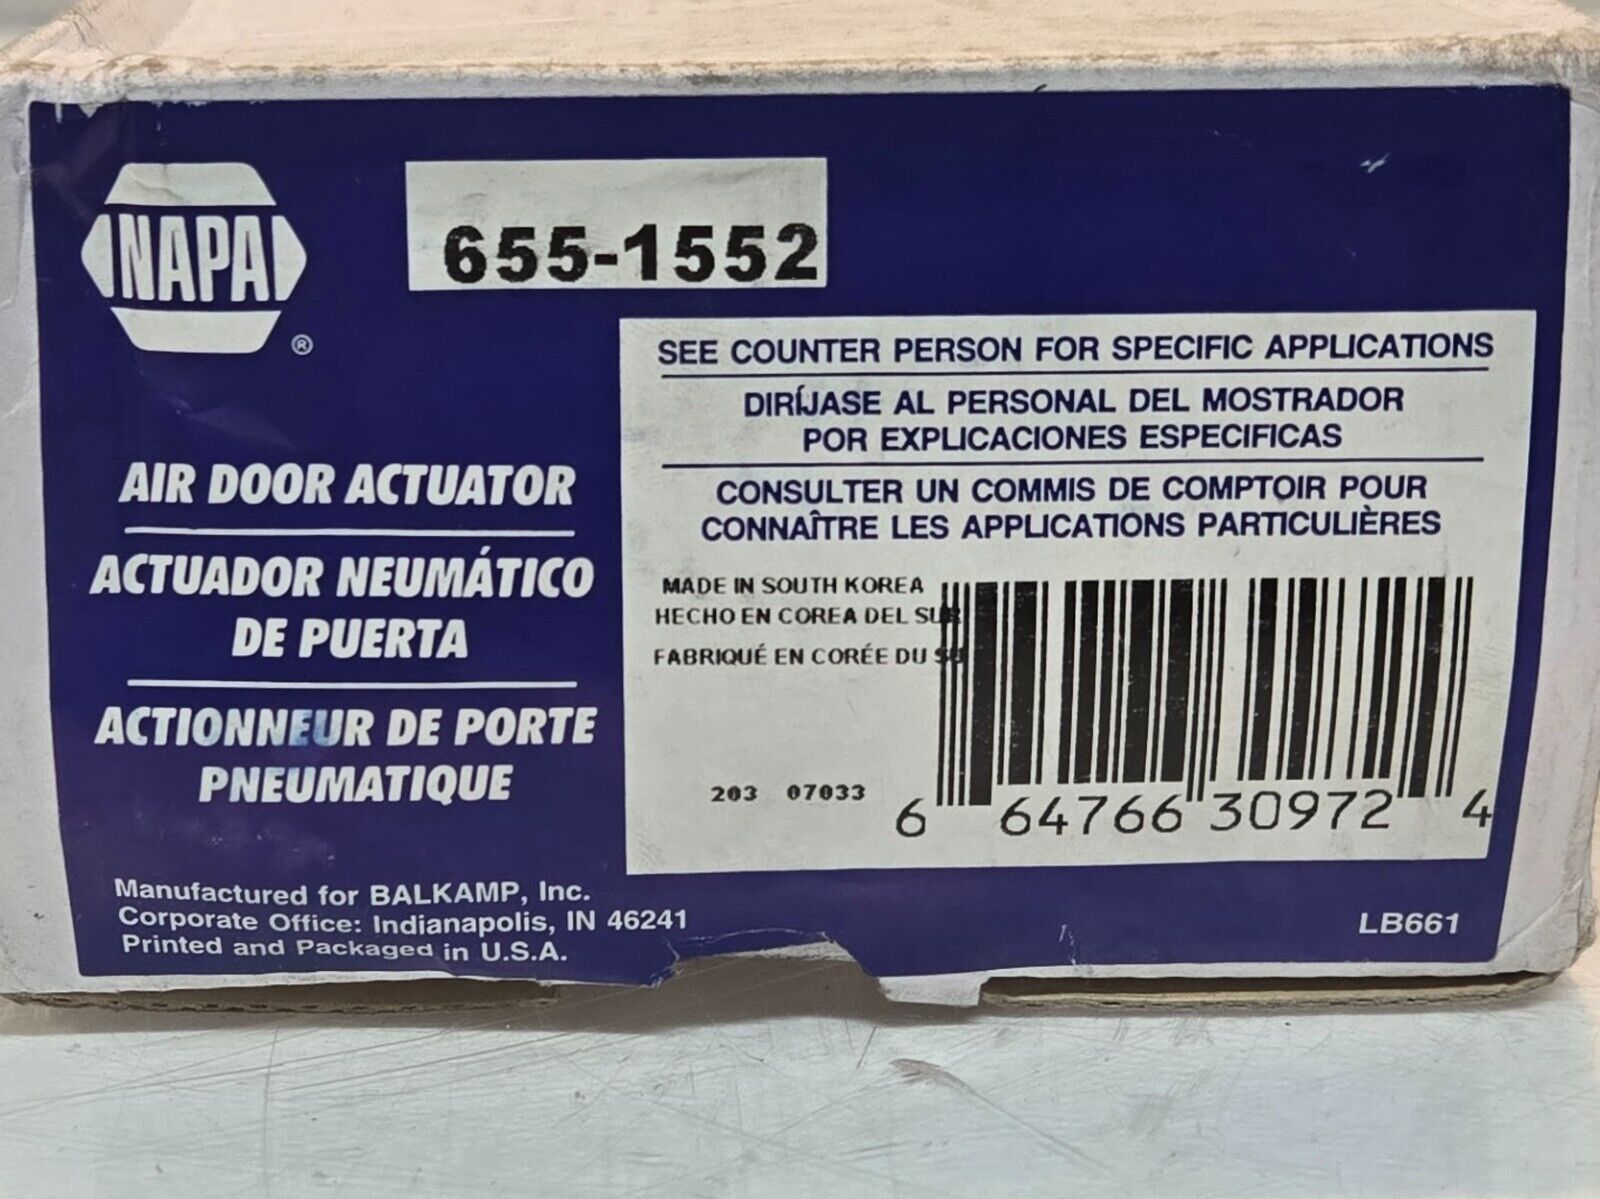 NAPA
®
655-1552
SEE COUNTER PERSON FOR SPECIFIC APPLICATIONS
DIRÍJASE AL PERSONAL DEL MOSTRADOR
POR EXPLICACIONES ESPECIFICAS
CONSULTER UN COMMIS DE COMPTOIR POUR
CONNAÎTRE LES APPLICATIONS PARTICULIÈRES
AIR DOOR ACTUATOR
ACTUADOR NEUMÁTICO
DE PUERTA
ACTIONNEUR DE PORTE
PNEUMATIQUE
MADE IN SOUTH KOREA
HECHO EN COREA DEL SUR
FABRIQUÉ EN CORÉE DU SU
203 07033
6 64766 30972 4
Manufactured for BALKAMP, Inc.
Corporate Office: Indianapolis, IN 46241
Printed and Packaged in U.S.A.
LB661